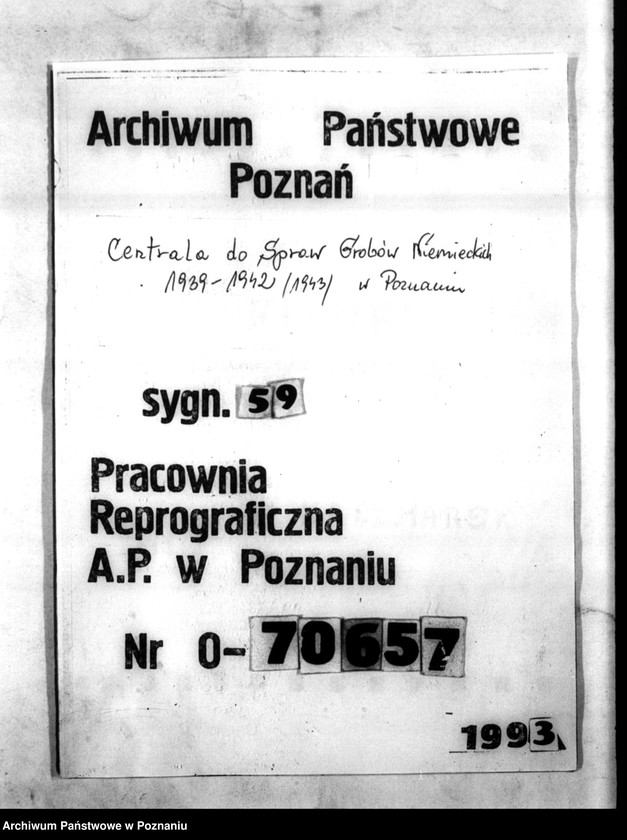 Archiwum Państwowe
Poznań
Centrala do Spraw Grobów Niemieckich
1939-1942 /1943/ w Poznaniu
sygn. 59
Pracownia
Reprograficzna
A.P. w Poznaniu
Nr O-70657
1993
Archiwum Państwowe w Poznaniu